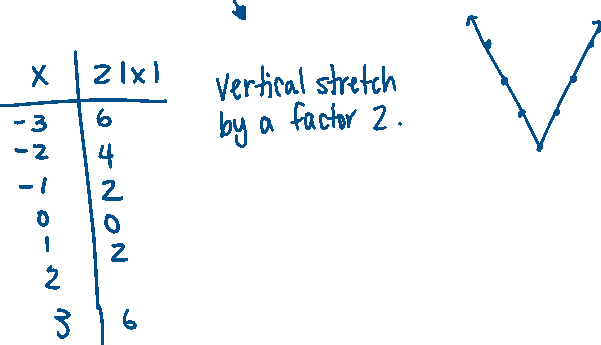 x 2|x|
-3 6
-2 4
-1 2
0 0
1 2
2
3 6
Vertical stretch
by a factor 2.